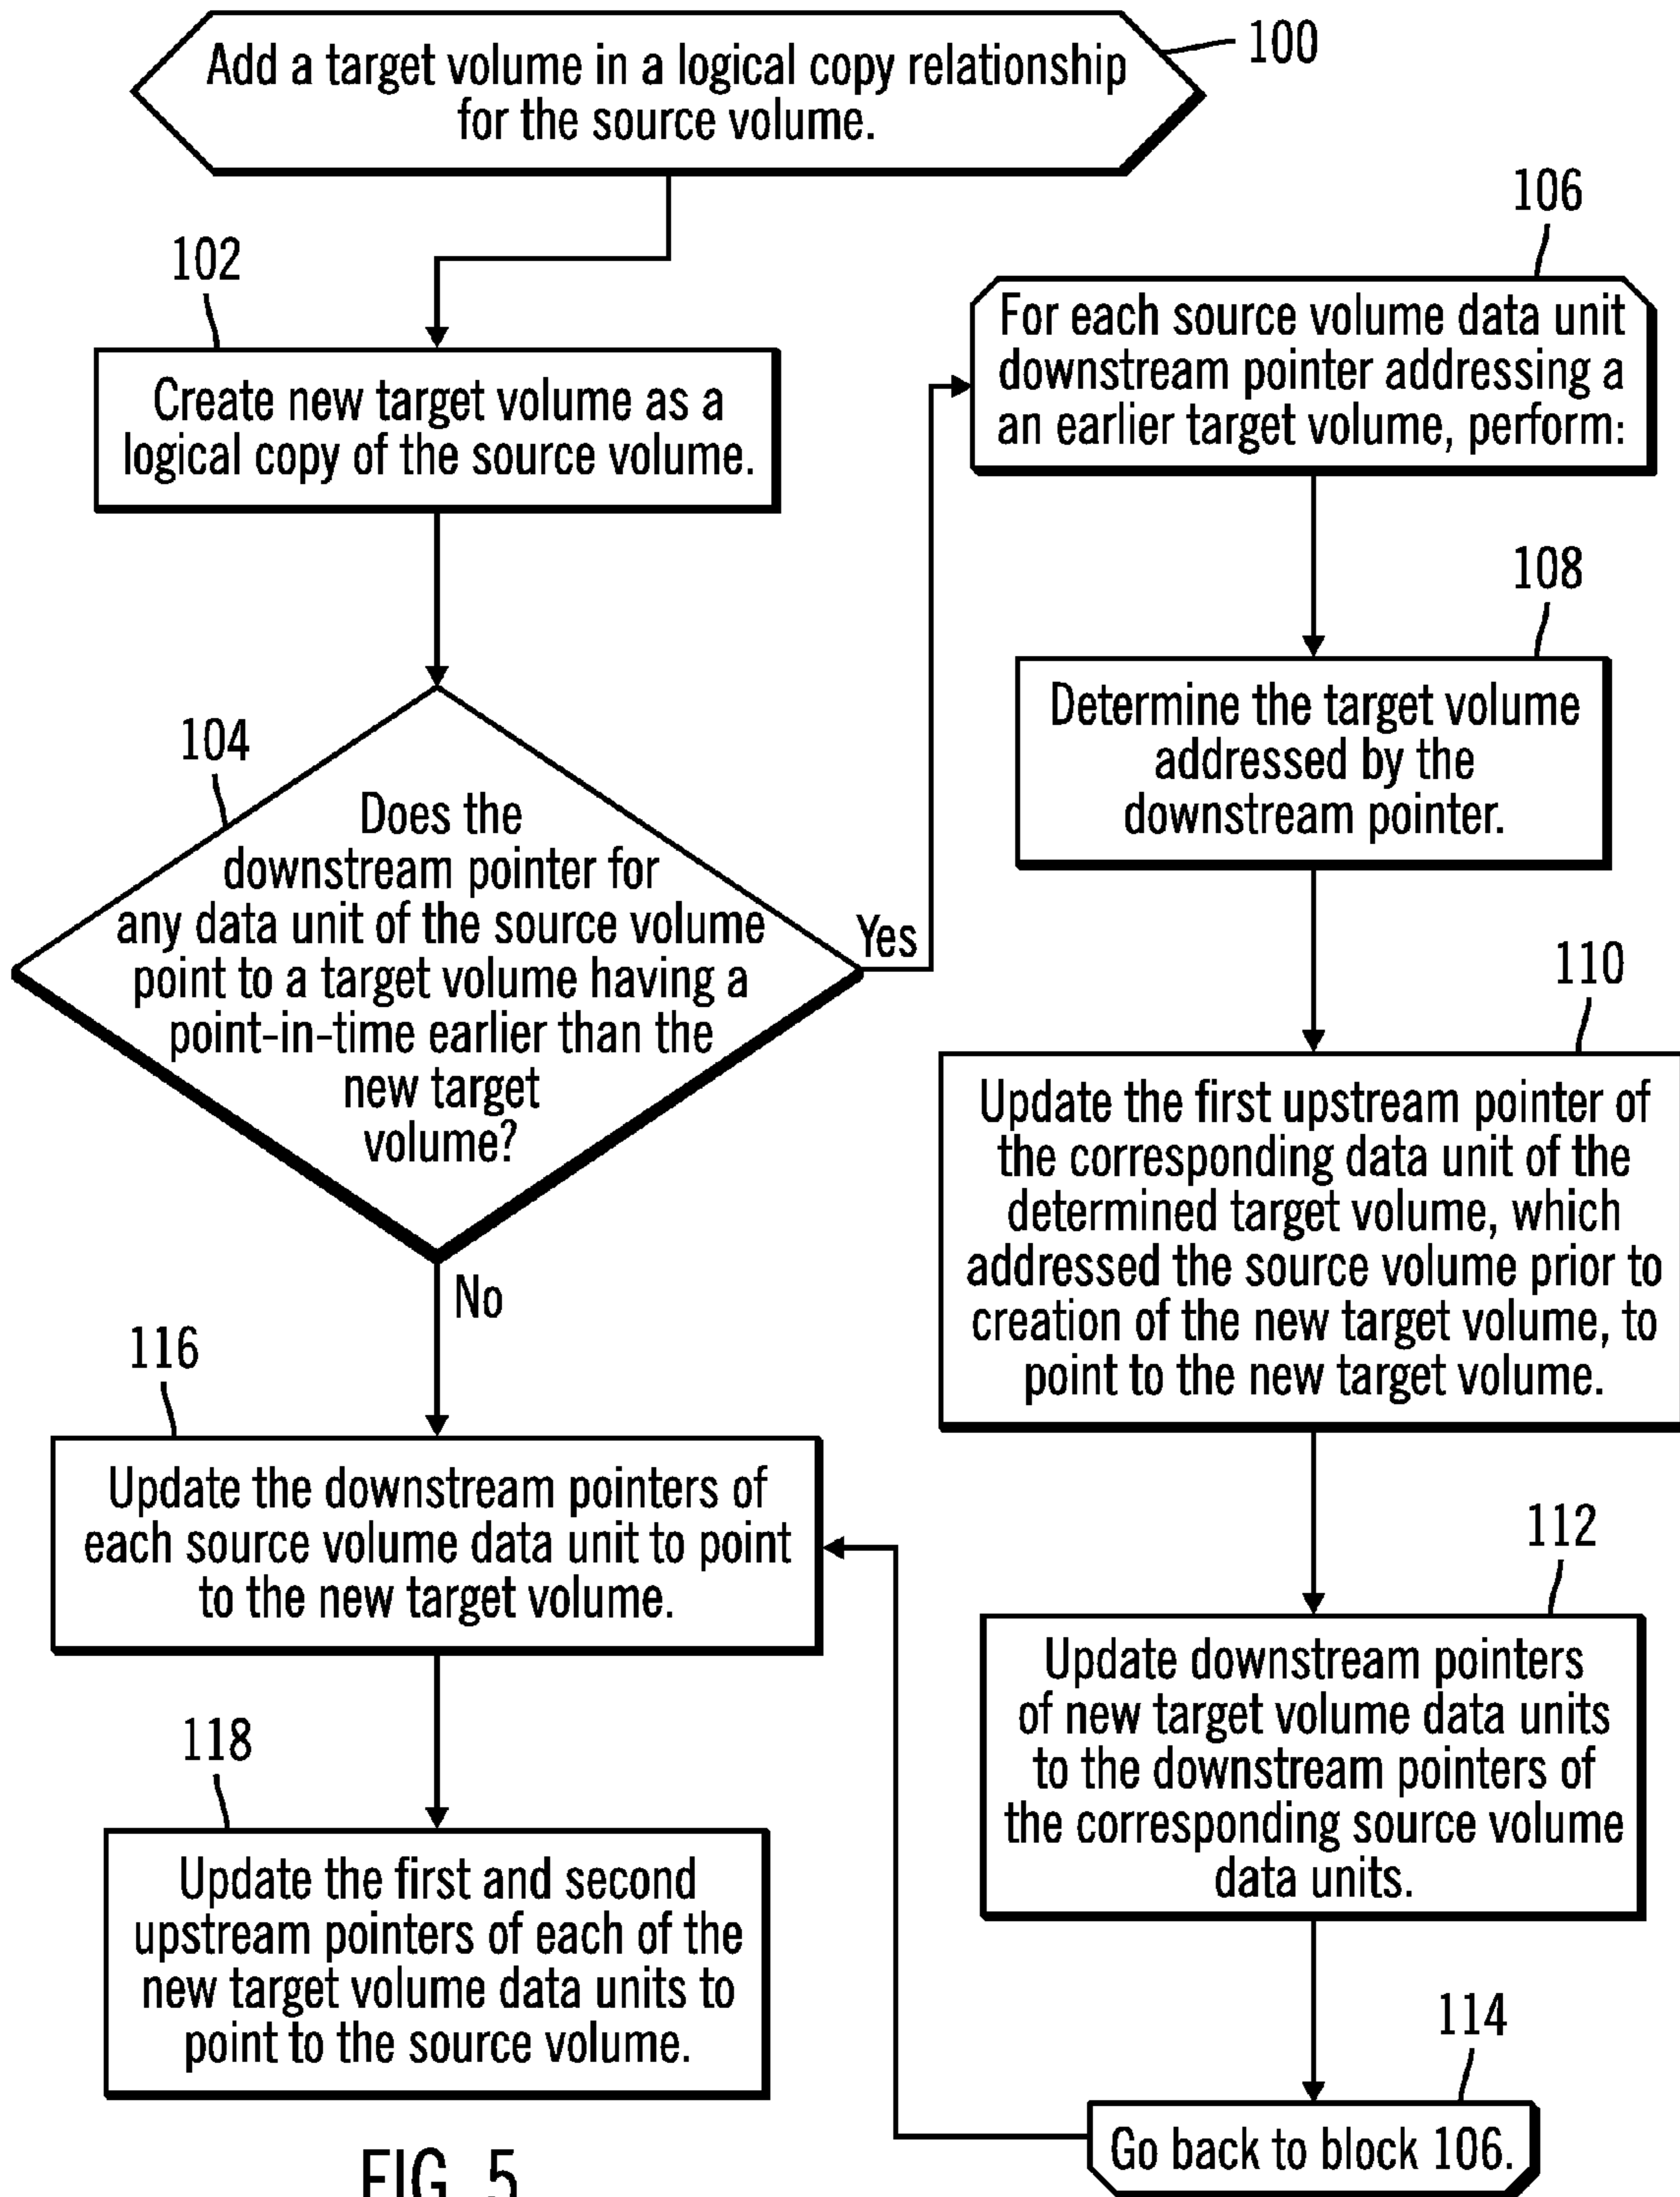 100
Add a target volume in a logical copy relationship
for the source volume.
102
Create new target volume as a
logical copy of the source volume.
104
Does the
downstream pointer for
any data unit of the source volume
point to a target volume having a
point-in-time earlier than the
new target
volume?
Yes
No
106
For each source volume data unit
downstream pointer addressing a
an earlier target volume, perform:
108
Determine the target volume
addressed by the
downstream pointer.
110
Update the first upstream pointer of
the corresponding data unit of the
determined target volume, which
addressed the source volume prior to
creation of the new target volume, to
point to the new target volume.
112
Update downstream pointers
of new target volume data units
to the downstream pointers of
the corresponding source volume
data units.
114
Go back to block 106.
116
Update the downstream pointers of
each source volume data unit to point
to the new target volume.
118
Update the first and second
upstream pointers of each of the
new target volume data units to
point to the source volume.
FIG. 5